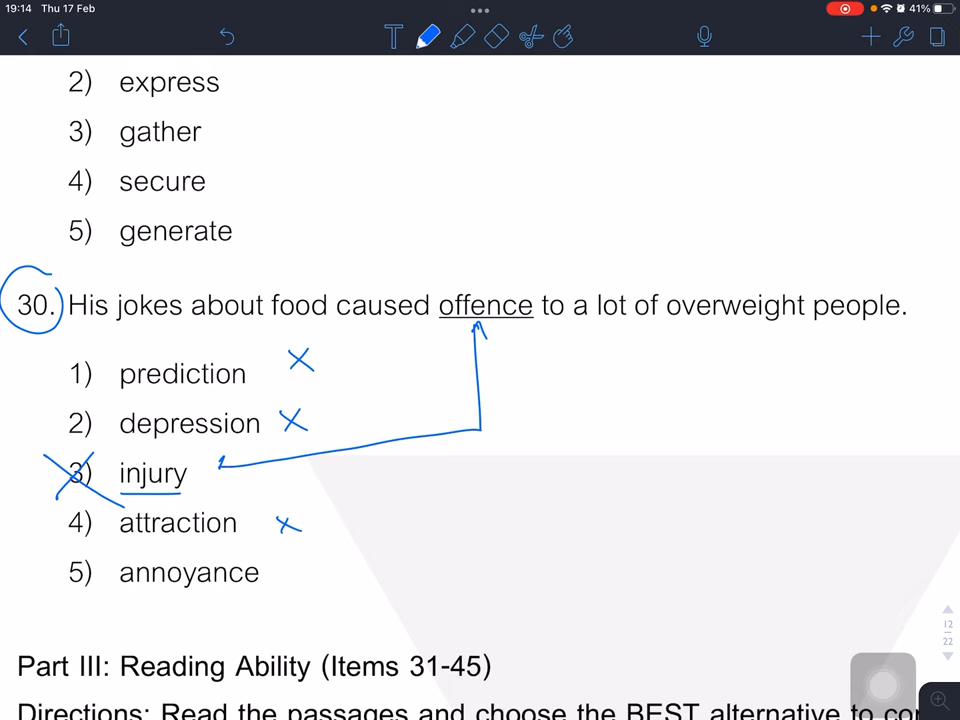 19:14 Thu 17 Feb
41%
T
2) express
3) gather
4) secure
5) generate
30. His jokes about food caused offence to a lot of overweight people.
1) prediction
2) depression
3) injury
4) attraction
5) annoyance
12
22
Part III: Reading Ability (Items 31-45)
Directions: Read the passages and choose the BEST alternative to co